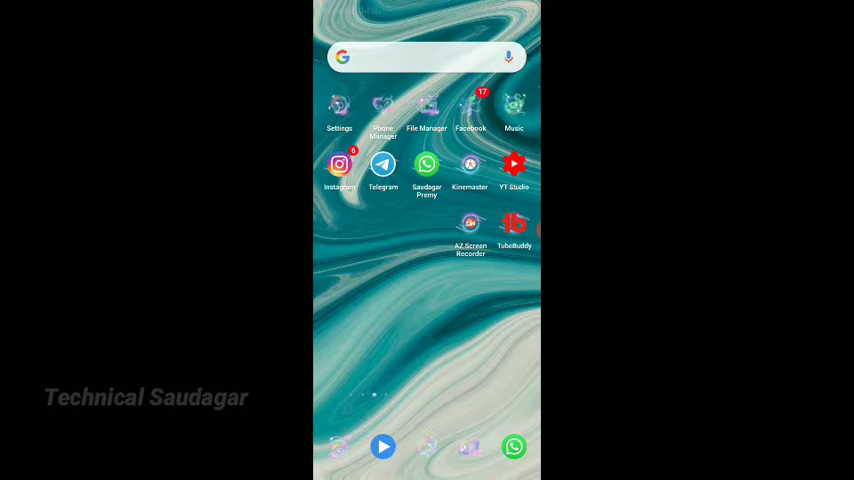 17
Settings
Phone
Manager
File Manager
Facebook
Music
6
Instagram
Telegram
Saudagar
Premy
Kinemaster
YT Studio
AZ Screen
Recorder
TubeBuddy
Technical Saudagar